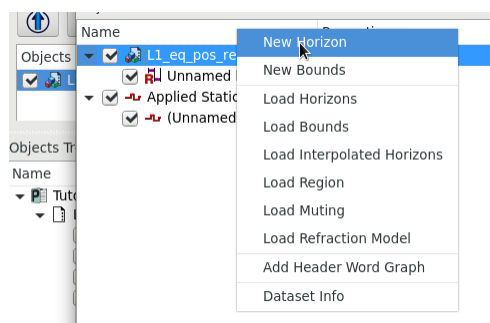 Name
New Horizon
L1_eq_pos_re
New Bounds
Objects
Unnamed
Load Horizons
Applied Static
Load Bounds
(Unnamed
Load Interpolated Horizons
Objects Tr
Load Region
Name
Load Muting
Tuto
Load Refraction Model
Add Header Word Graph
Dataset Info